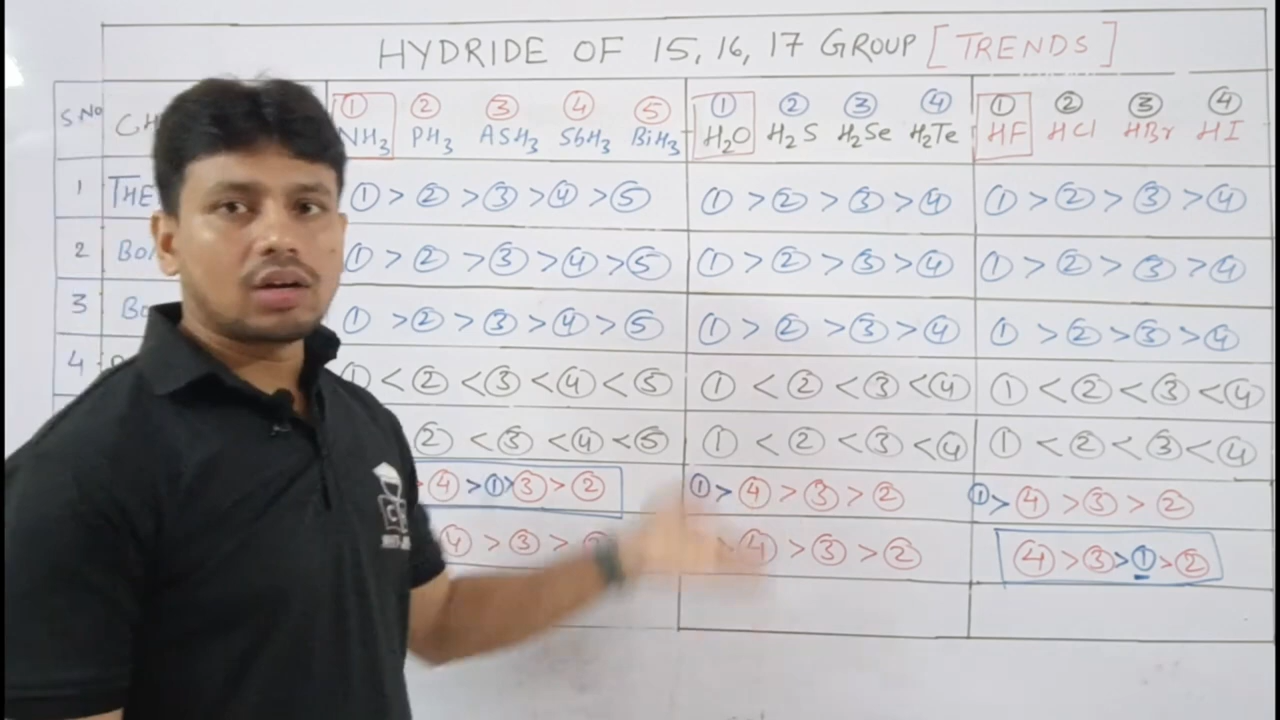 HYDRIDE OF 15, 16, 17 GROUP [TRENDS]
S.No CH ① ② ③ ④ ⑤ ① ② ③ ④ ① ② ③ ④
NH₃ PH₃ ASH₃ SbH₃ BiH₃ H₂O H₂S H₂Se H₂Te HF HCl HBr HI
1 THE ① > ② > ③ > ④ > ⑤ ① > ② > ③ > ④ ① > ② > ③ > ④
2 BON ① > ② > ③ > ④ > ⑤ ① > ② > ③ > ④ ① > ② > ③ > ④
3 Bo ① > ② > ③ > ④ > ⑤ ① > ② > ③ > ④ ① > ② > ③ > ④
4 ① < ② < ③ < ④ < ⑤ ① < ② < ③ < ④ ① < ② < ③ < ④
② < ③ < ④ < ⑤ ① < ② < ③ < ④ ① < ② < ③ < ④
> ④ > ① > ③ > ② ① > ④ > ③ > ② ① > ④ > ③ > ②
④ > ③ > ② > ④ > ③ > ② ④ > ③ > ① > ②